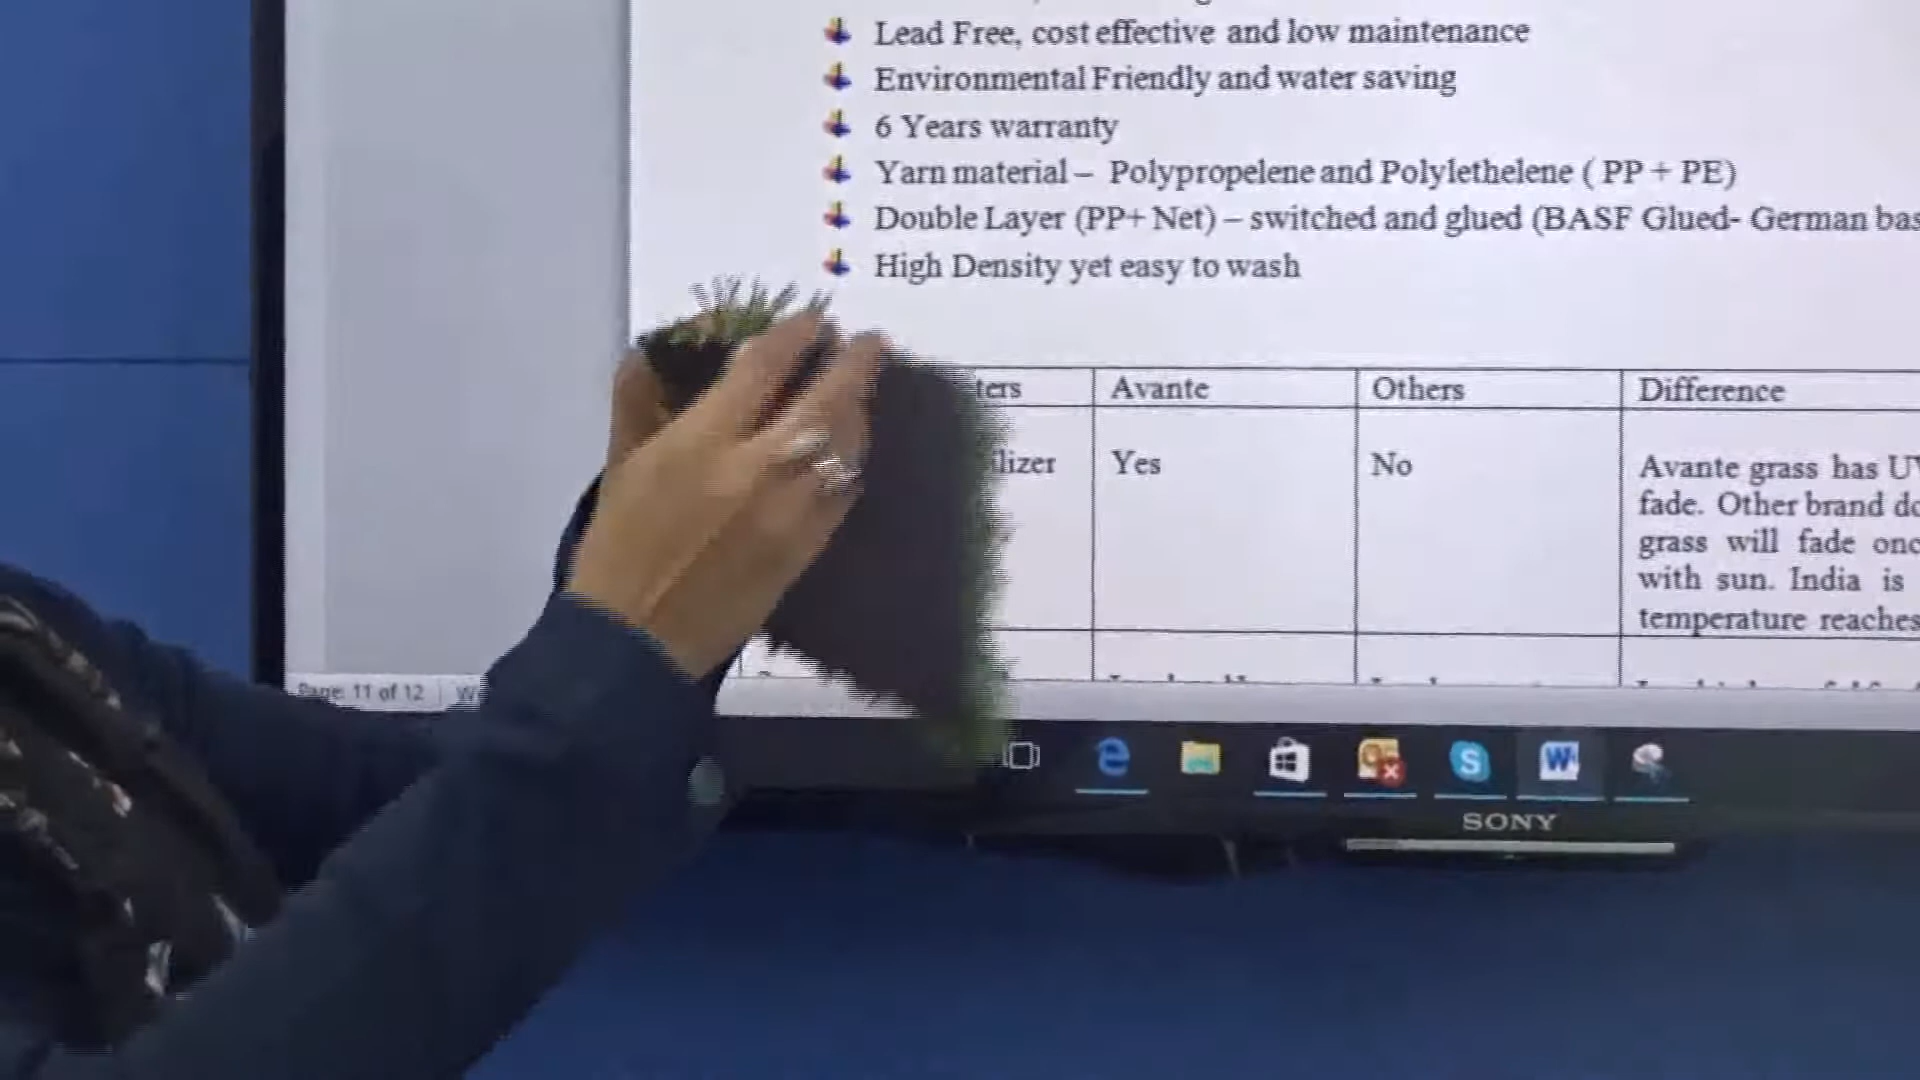 Lead Free, cost effective and low maintenance
Environmental Friendly and water saving
6 Years warranty
Yarn material – Polypropelene and Polylethelene ( PP + PE)
Double Layer (PP+ Net) – switched and glued (BASF Glued- German bas
High Density yet easy to wash
ters Avante Others Difference
ilizer Yes No Avante grass has UV
fade. Other brand do
grass will fade onc
with sun. India is
temperature reaches
Page: 11 of 12
SONY